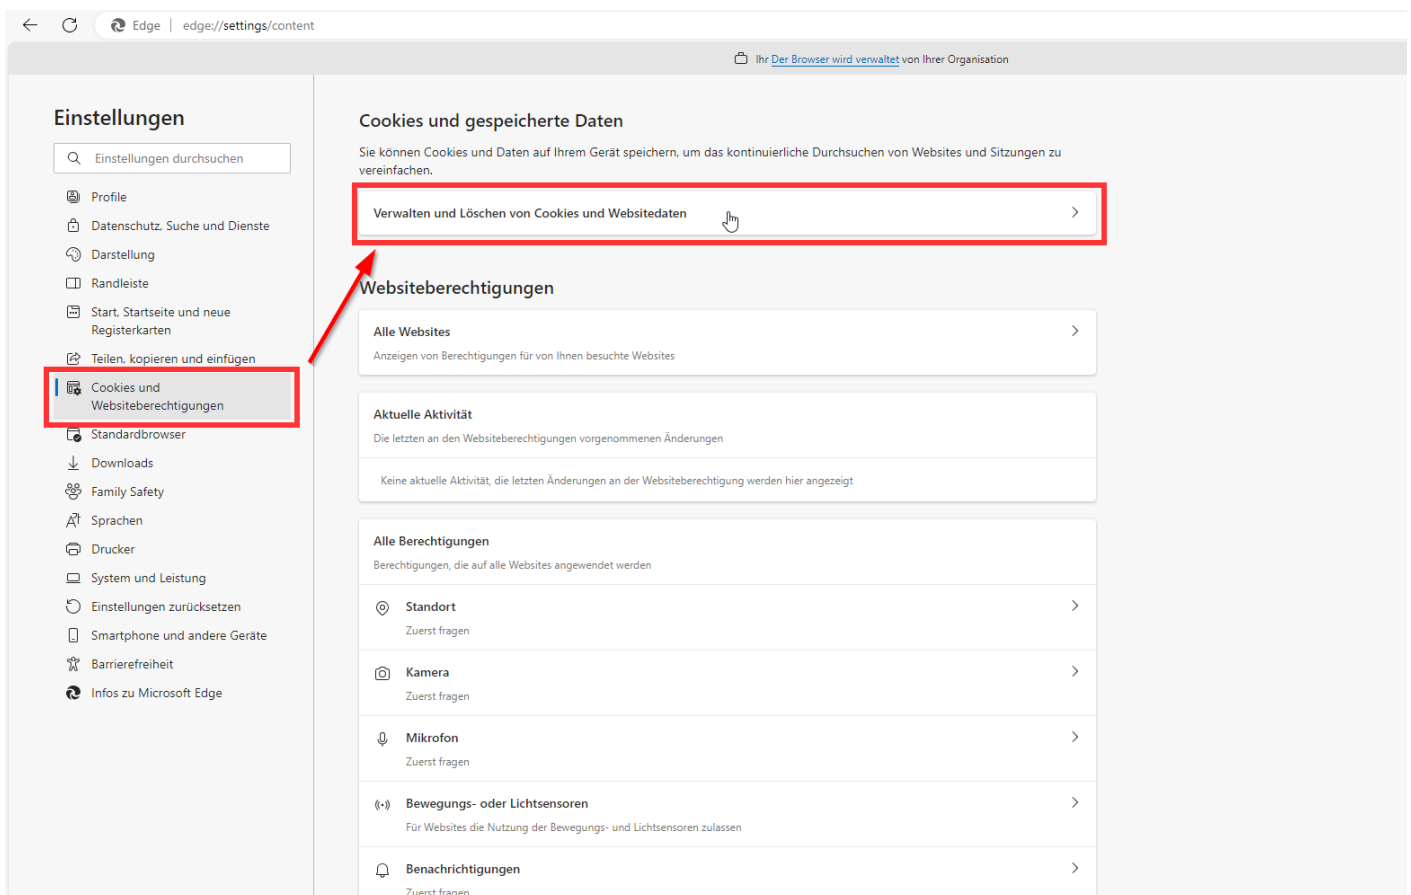 Edge | edge://settings/content
Ihr Der Browser wird verwaltet von Ihrer Organisation
Einstellungen
Einstellungen durchsuchen
Profile
Datenschutz, Suche und Dienste
Darstellung
Randleiste
Start, Startseite und neue
Registerkarten
Teilen, kopieren und einfügen
Cookies und
Websiteberechtigungen
Standardbrowser
Downloads
Family Safety
Sprachen
Drucker
System und Leistung
Einstellungen zurücksetzen
Smartphone und andere Geräte
Barrierefreiheit
Infos zu Microsoft Edge
Cookies und gespeicherte Daten
Sie können Cookies und Daten auf Ihrem Gerät speichern, um das kontinuierliche Durchsuchen von Websites und Sitzungen zu
vereinfachen.
Verwalten und Löschen von Cookies und Websitedaten
Websiteberechtigungen
Alle Websites
Anzeigen von Berechtigungen für von Ihnen besuchte Websites
Aktuelle Aktivität
Die letzten an den Websiteberechtigungen vorgenommenen Änderungen
Keine aktuelle Aktivität, die letzten Änderungen an der Websiteberechtigung werden hier angezeigt
Alle Berechtigungen
Berechtigungen, die auf alle Websites angewendet werden
Standort
Zuerst fragen
Kamera
Zuerst fragen
Mikrofon
Zuerst fragen
Bewegungs- oder Lichtsensoren
Für Websites die Nutzung der Bewegungs- und Lichtsensoren zulassen
Benachrichtigungen
Zuerst fragen